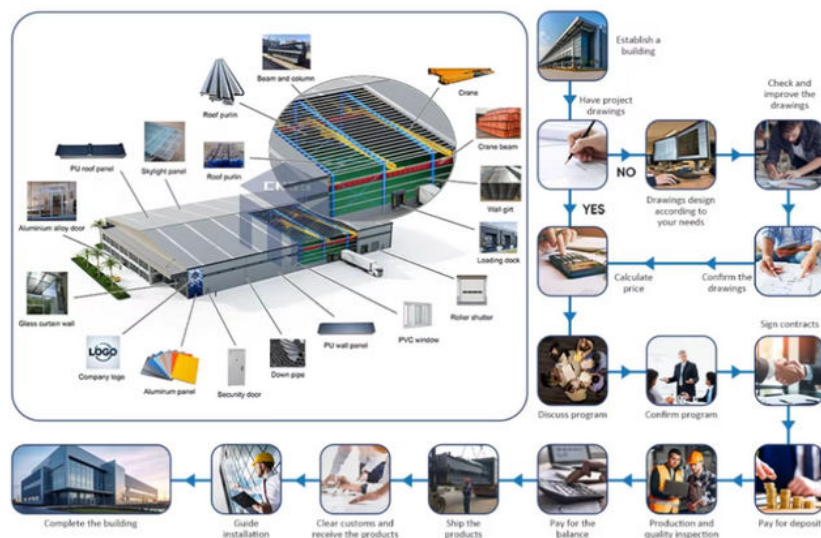 Beam and column
Roof purlin
Crane
Roof purlin
Crane beam
PU roof panel
Skylight panel
Wall girt
Aluminium alloy door
Loading dock
Glass curtain wall
Roller shutter
PU wall panel
PVC window
LOGO
Company logo
Aluminum panel
Security door
Down pipe
Establish a
building
Have project
drawings
NO
YES
Drawings design
according to
your needs
Check and
improve the
drawings
Calculate
price
Confirm the
drawings
Sign contracts
Discuss program
Confirm program
Complete the building
Guide
installation
Clear customs and
receive the products
Ship the
products
Pay for the
balance
Production and
quality inspection
Pay for deposit